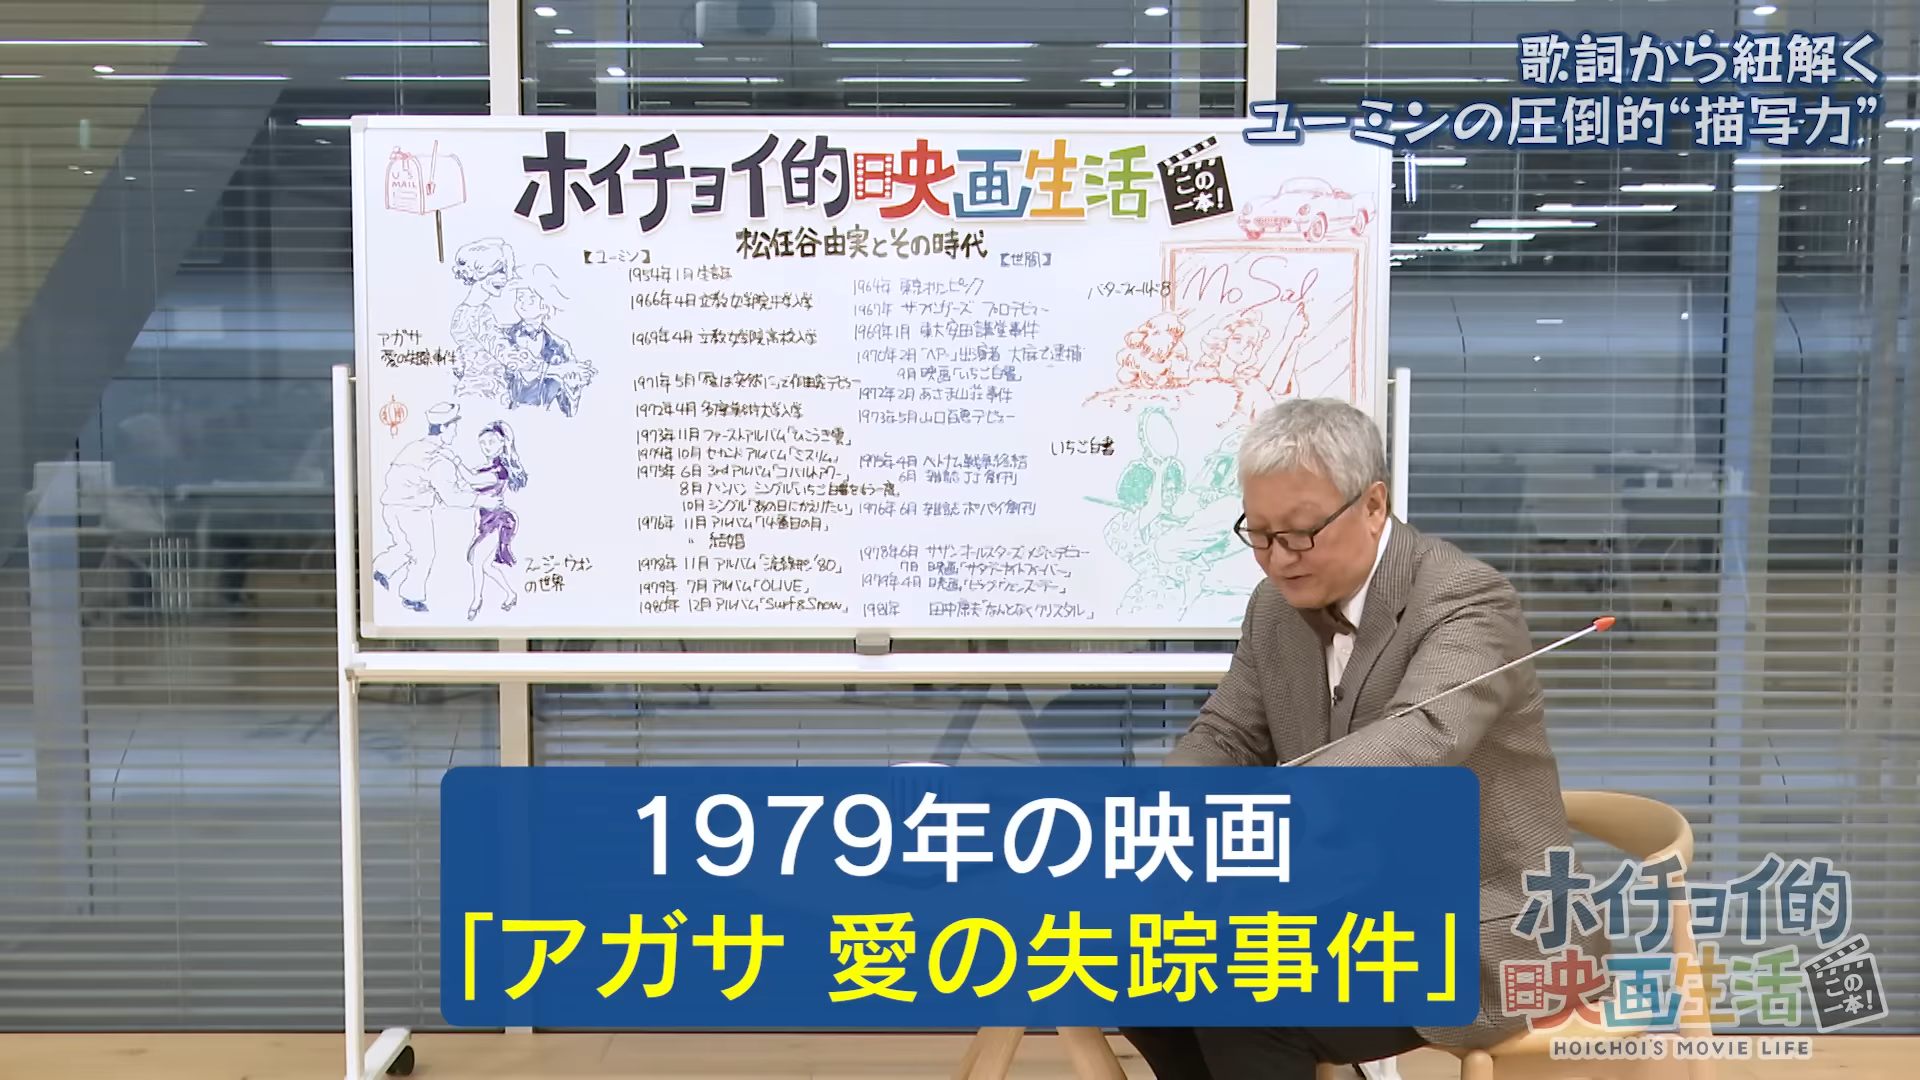 歌詞から紐解く
ユーミンの圧倒的“描写力”
ホイチョイ的映画生活
この一本!
松任谷由実とその時代
【ユーミン】
1954年1月 生誕
1966年4月 立教女学院中学入学
1969年4月 立教女学院高校入学
1971年5月「愛は突然に」で作曲家デビュー
1972年4月 多摩美術大学入学
1973年11月 ファーストアルバム「ひこうき雲」
1974年10月 セカンドアルバム「ミスリム」
1975年 6月 3rdアルバム「コバルトアワー」
8月 バンバン シングル「いちご白書をもう一度」
10月 シングル「あの日にかえりたい」
1976年 11月 アルバム「14番目の月」
〃 結婚
1978年 11月 アルバム「流線形'80」
1979年 7月 アルバム「OLIVE」
1980年 12月 アルバム「Surf&Snow」
【世間】
1964年 東京オリンピック
1967年 ザ・フィンガーズ プロデビュー
1969年1月 東大安田講堂事件
1970年2月「ヘアー」出演者 大麻で逮捕
9月 映画「いちご白書」
1972年2月 あさま山荘事件
1973年5月 山口百恵デビュー
1975年4月 ベトナム戦争終結
6月 雑誌JJ創刊
1976年6月 雑誌ポパイ創刊
1978年6月 サザンオールスターズメジャーデビュー
7月 映画「サタデーナイトフィーバー」
1979年4月 映画「ビッグウェンズデー」
1981年 田中康夫「なんとなくクリスタル」
U S
MAIL
アガサ
愛の失踪事件
スージーウォン
の世界
バターフィールド8
No Sal
いちご白書
1979年の映画
「アガサ 愛の失踪事件」
ホイチョイ的
映画生活
この一本!
HOICHOI'S MOVIE LIFE